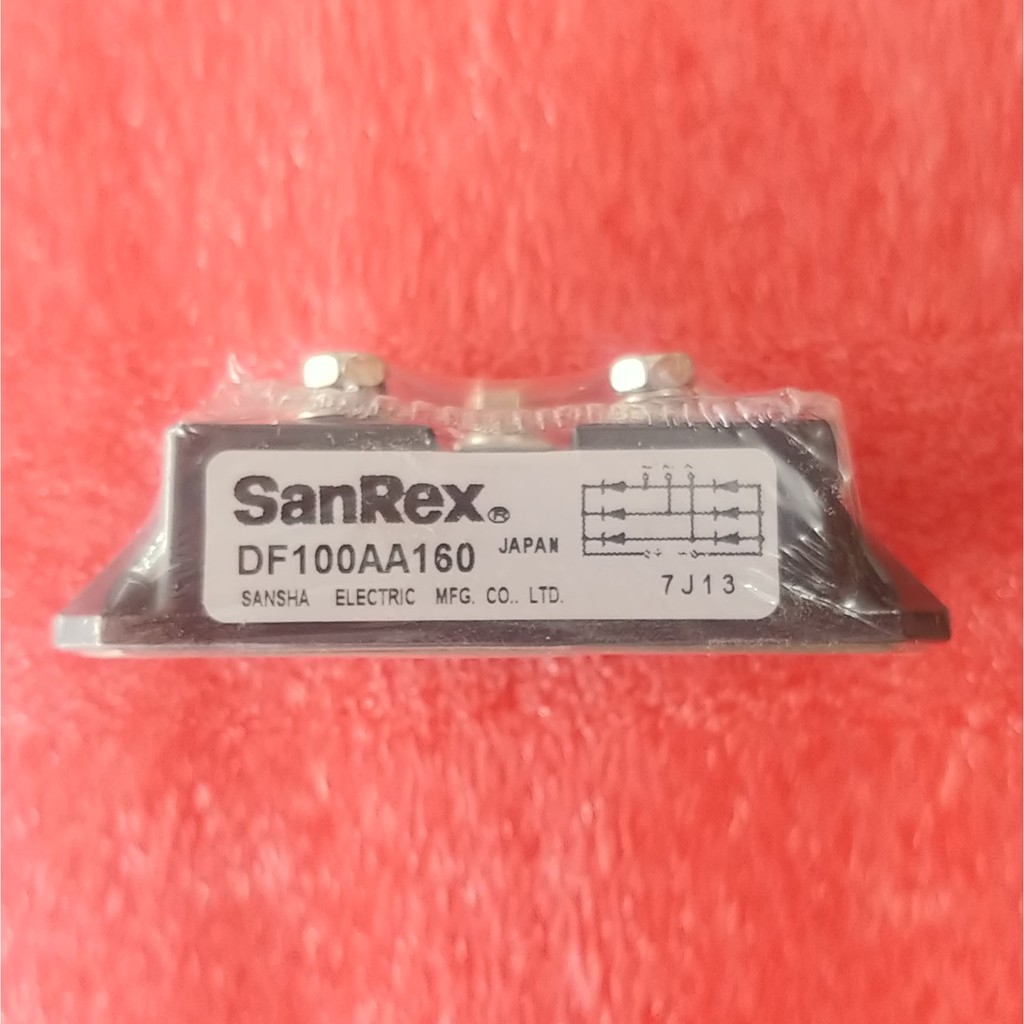 SanRex®
DF100AA160 JAPAN
SANSHA ELECTRIC MFG. CO.. LTD.
7J13